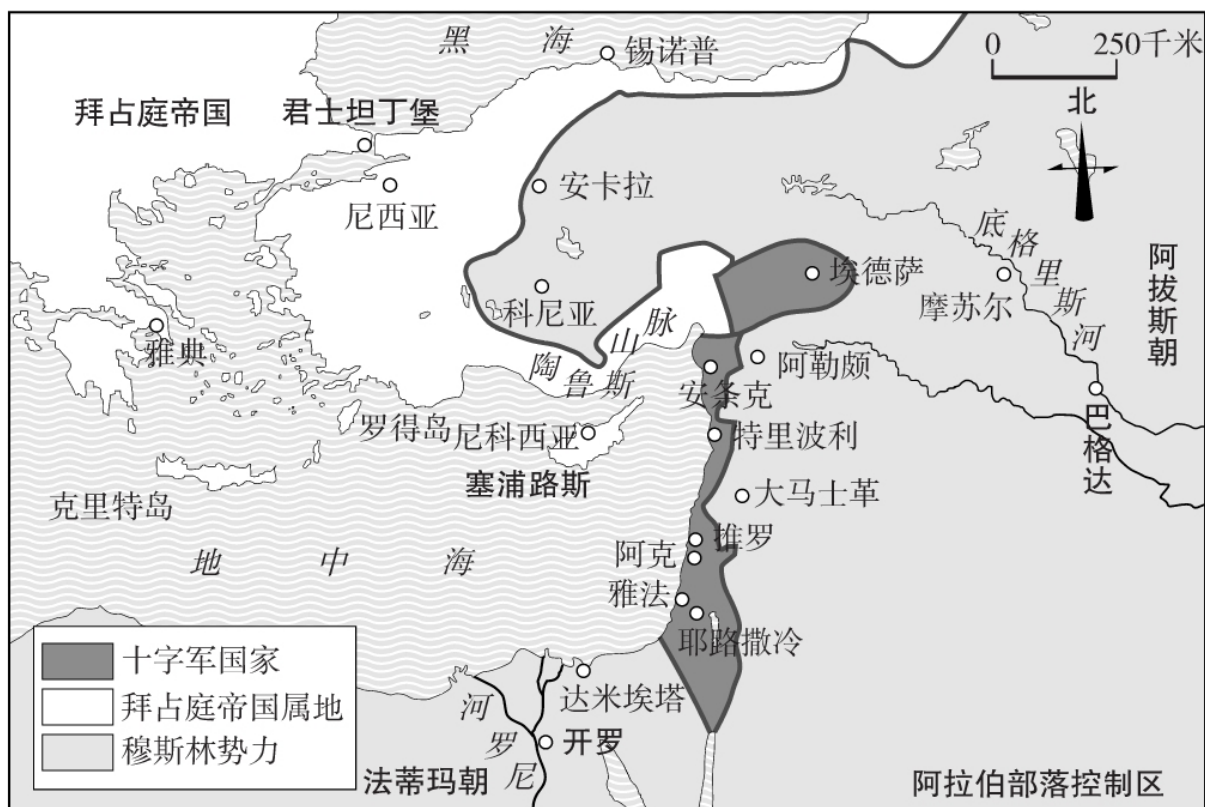 黑海
锡诺普
0 250千米
北
拜占庭帝国
君士坦丁堡
尼西亚
安卡拉
底格里斯河
阿拔斯朝
埃德萨
摩苏尔
科尼亚
雅典
陶鲁斯山脉
阿勒颇
安条克
罗得岛
尼科西亚
特里波利
巴格达
塞浦路斯
克里特岛
大马士革
地中海
推罗
阿克
雅法
耶路撒冷
十字军国家
拜占庭帝国属地
穆斯林势力
达米埃塔
尼罗河
开罗
法蒂玛朝
阿拉伯部落控制区